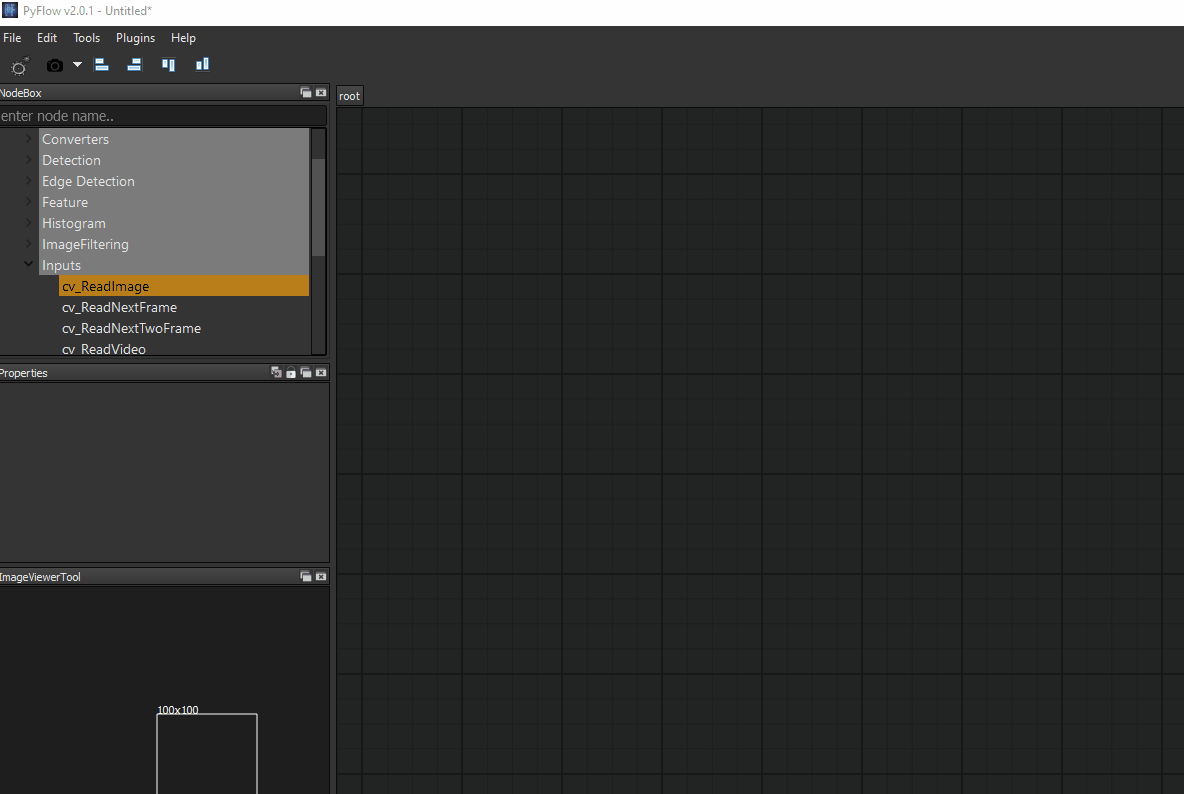 PyFlow v2.0.1 - Untitled*
File Edit Tools Plugins Help
NodeBox
enter node name..
Converters
Detection
Edge Detection
Feature
Histogram
ImageFiltering
Inputs
cv_ReadImage
cv_ReadNextFrame
cv_ReadNextTwoFrame
cv_ReadVideo
Properties
ImageViewerTool
100x100
root